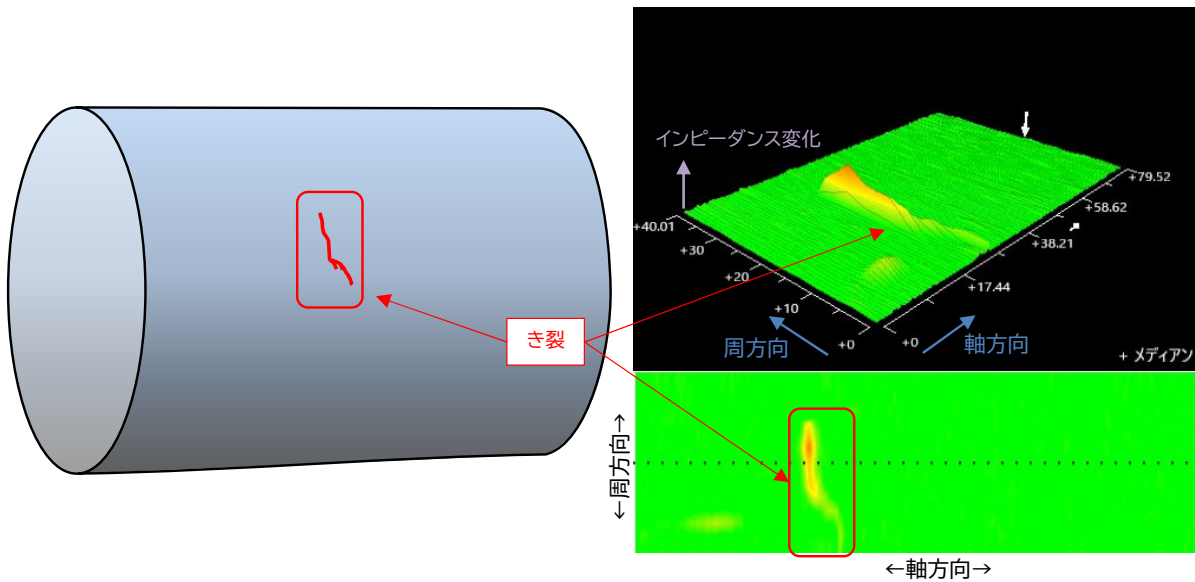 インピーダンス変化
+40.01
+30
+20
+10
+0
+0
+17.44
+38.21
+58.62
+79.52
周方向
軸方向
+ メディアン
き裂
←周方向→
←軸方向→